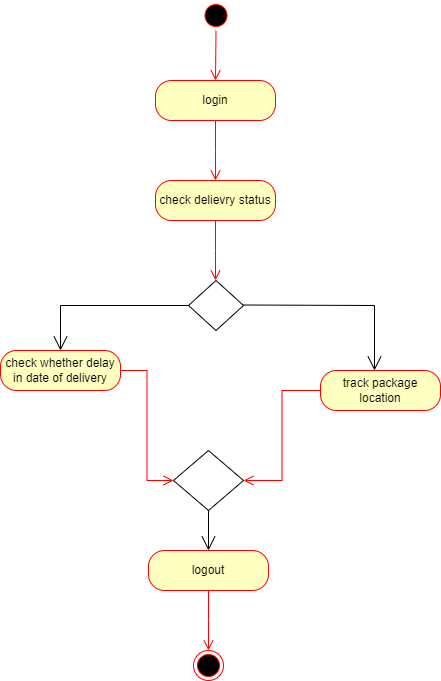 login
check delievry status
check whether delay
in date of delivery
track package
location
logout